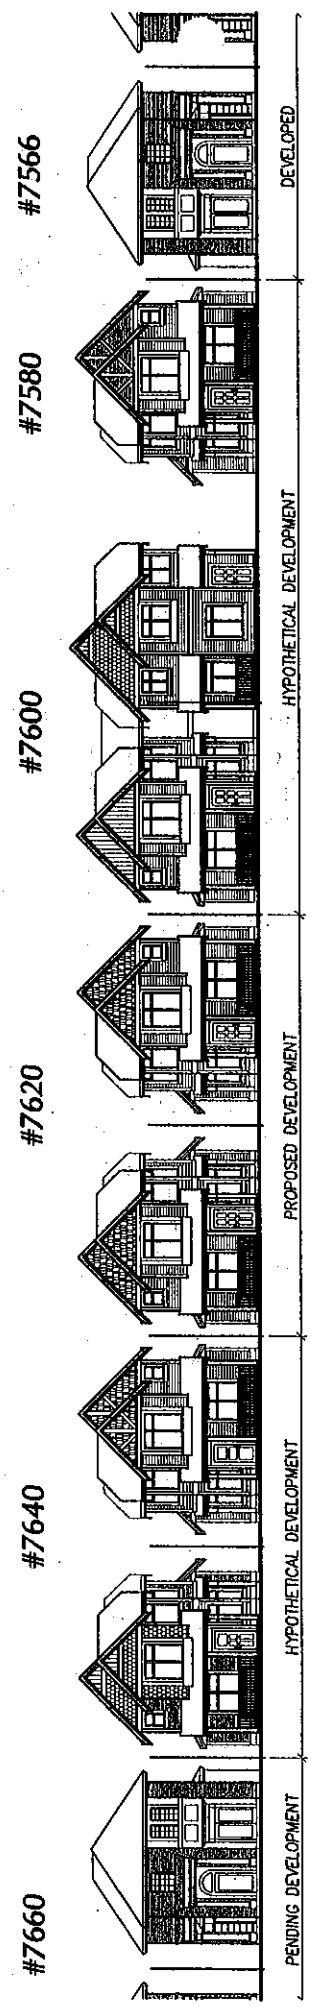 #7660
#7640
#7620
#7600
#7580
#7566
PENDING DEVELOPMENT
HYPOTHETICAL DEVELOPMENT
PROPOSED DEVELOPMENT
HYPOTHETICAL DEVELOPMENT
DEVELOPED